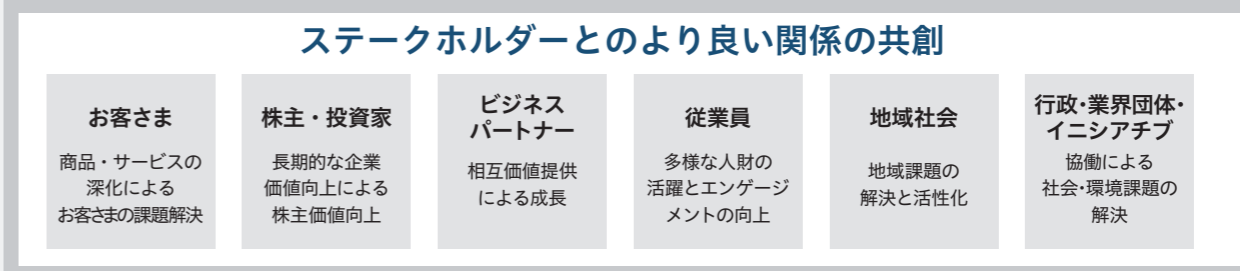 ステークホルダーとのより良い関係の共創
お客さま
商品・サービスの
深化による
お客さまの課題解決
株主・投資家
長期的な企業
価値向上による
株主価値向上
ビジネス
パートナー
相互価値提供
による成長
従業員
多様な人財の
活躍とエンゲージ
メントの向上
地域社会
地域課題の
解決と活性化
行政・業界団体・
イニシアチブ
協働による
社会・環境課題の
解決